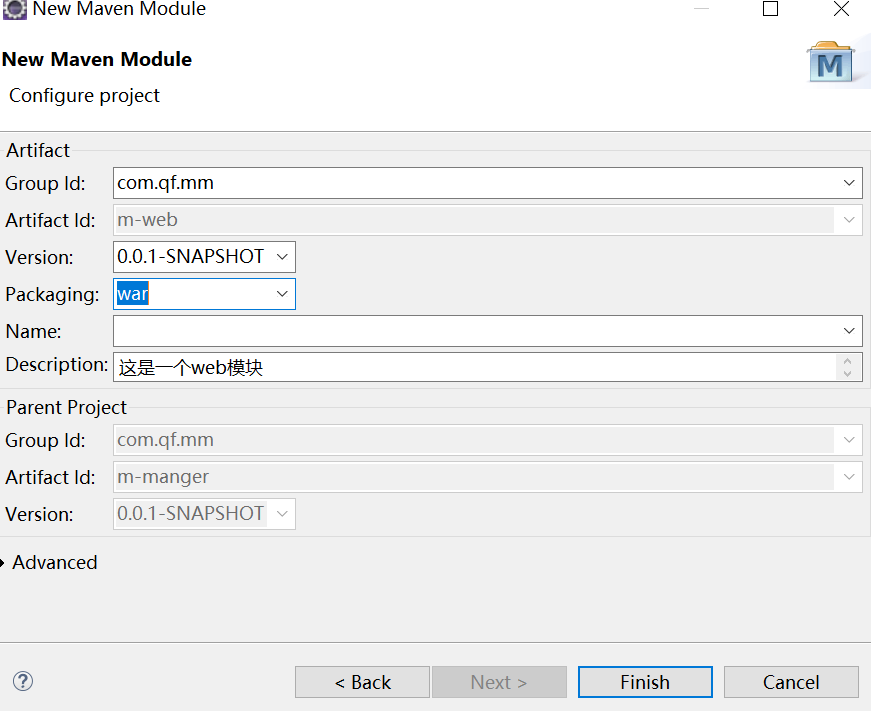 New Maven Module
New Maven Module
Configure project
M
Artifact
Group Id: com.qf.mm
Artifact Id: m-web
Version: 0.0.1-SNAPSHOT
Packaging: war
Name:
Description: 这是一个web模块
Parent Project
Group Id: com.qf.mm
Artifact Id: m-manger
Version: 0.0.1-SNAPSHOT
Advanced
? < Back Next > Finish Cancel